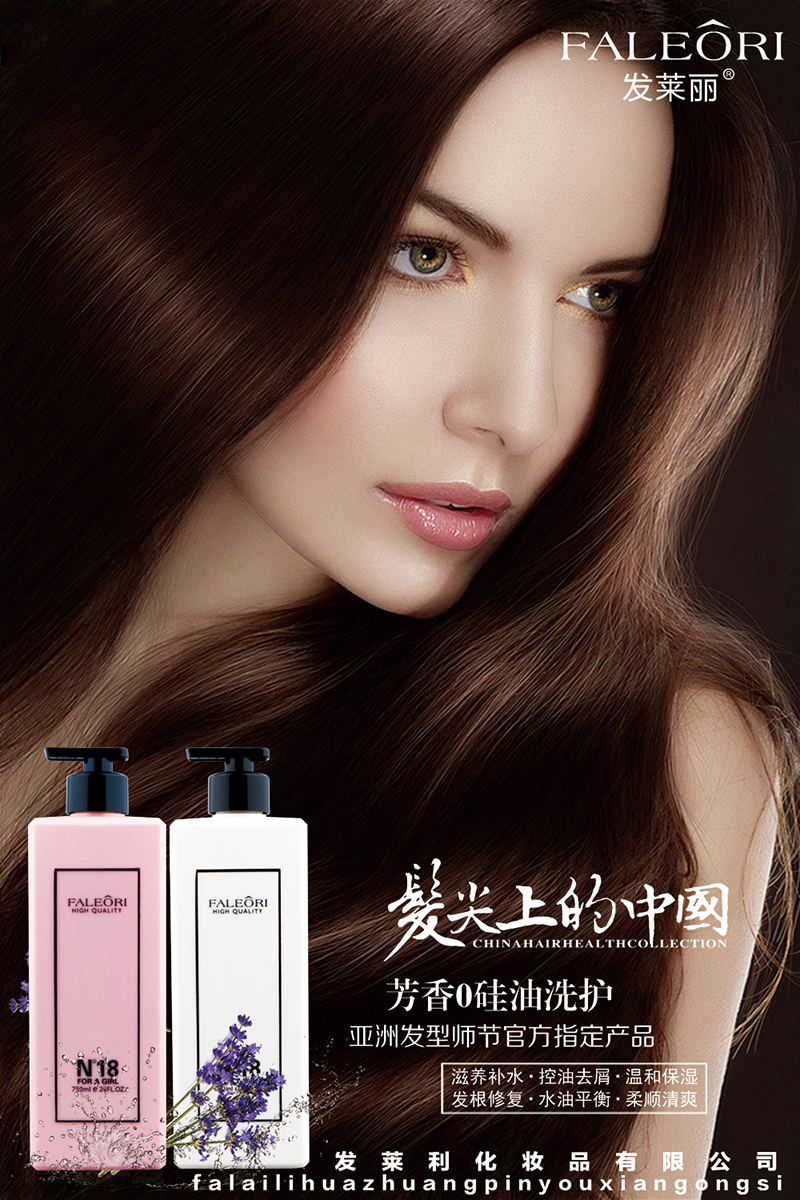 FALEÔRI
发莱丽®
FALEÔRI
HIGH QUALITY
N°18
FOR A GIRL
FALEÔRI
HIGH QUALITY
髮尖上的中國
CHINAHAIRHEALTHCOLLECTION
芳香0硅油洗护
亚洲发型师节官方指定产品
滋养补水·控油去屑·温和保湿
发根修复·水油平衡·柔顺清爽
发莱利化妆品有限公司
falailihuazhuangpinyouxiangongsi